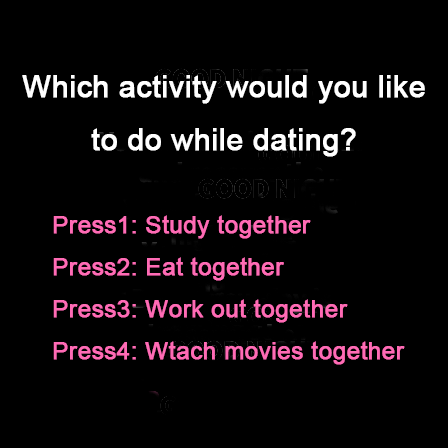 Which activity would you like
to do while dating?
GOOD N
Press1: Study together
Press2: Eat together
Press3: Work out together
Press4: Wtach movies together